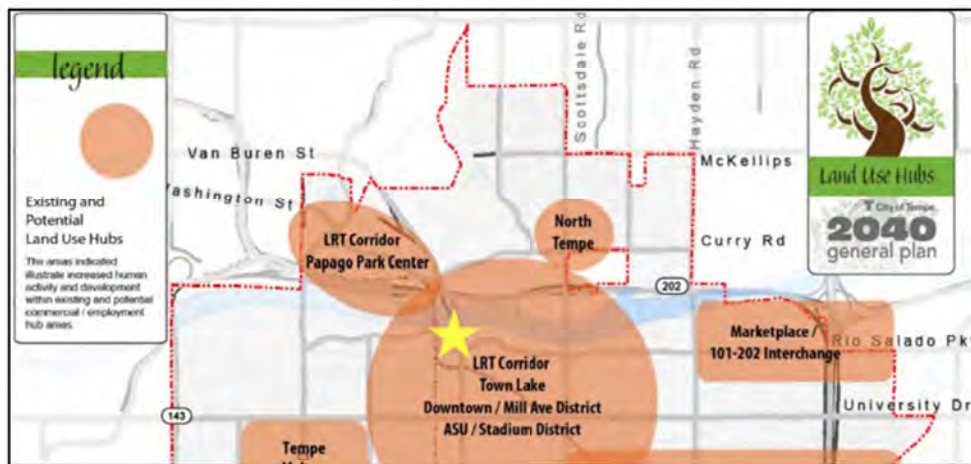 legend
Existing and
Potential
Land Use Hubs
The areas indicated
illustrate increased human
activity and development
within existing and potential
commercial / employment
hub areas.
Van Buren St
Washington St
Scottsdale Rd
Hayden Rd
McKellips
Curry Rd
LRT Corridor
Papago Park Center
North
Tempe
202
Marketplace /
101-202 Interchange
Rio Salado Pkw
LRT Corridor
Town Lake
Downtown / Mill Ave District
ASU / Stadium District
143
University Dr
Tempe
Land Use Hubs
City of Tempe
2040
general plan